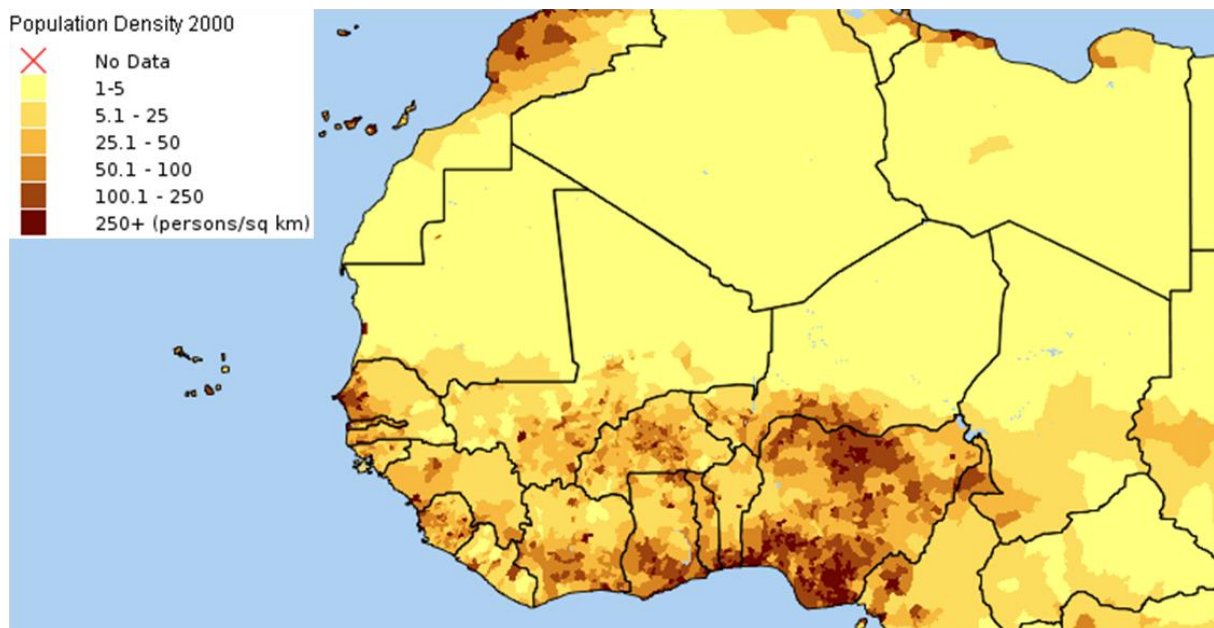 Population Density 2000
No Data
1-5
5.1 - 25
25.1 - 50
50.1 - 100
100.1 - 250
250+ (persons/sq km)